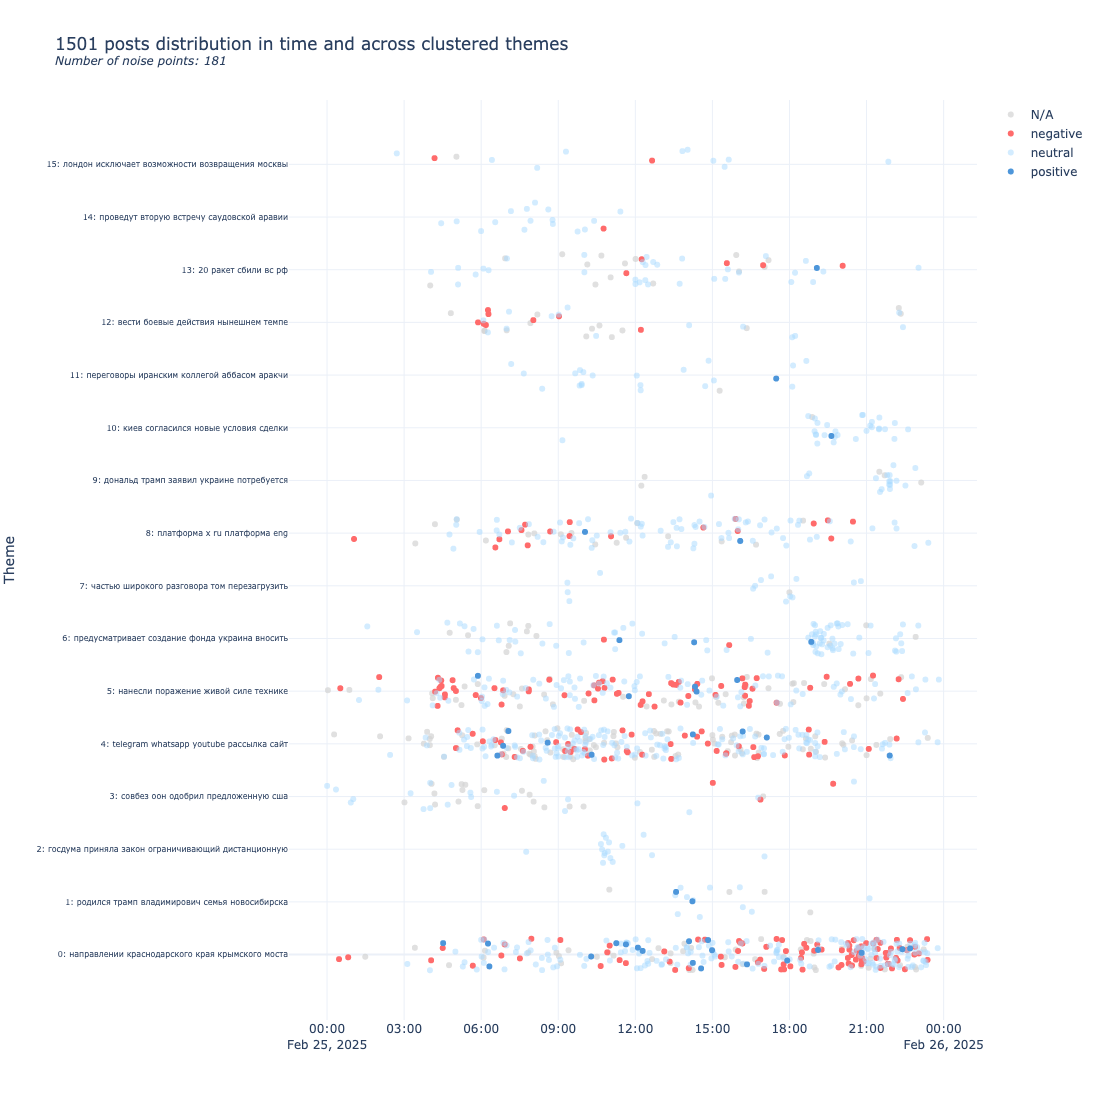 1501 posts distribution in time and across clustered themes
Number of noise points: 181
N/A
negative
neutral
positive
Theme
15: лондон исключает возможности возвращения москвы
14: проведут вторую встречу саудовской аравии
13: 20 ракет сбили вс рф
12: вести боевые действия нынешнем темпе
11: переговоры иранским коллегой аббасом аракчи
10: киев согласился новые условия сделки
9: дональд трамп заявил украине потребуется
8: платформа x ru платформа eng
7: частью широкого разговора том перезагрузить
6: предусматривает создание фонда украина вносить
5: нанесли поражение живой силе технике
4: telegram whatsapp youtube рассылка сайт
3: совбез оон одобрил предложенную сша
2: госдума приняла закон ограничивающий дистанционную
1: родился трамп владимирович семья новосибирска
0: направлении краснодарского края крымского моста
00:00 03:00 06:00 09:00 12:00 15:00 18:00 21:00 00:00
Feb 25, 2025 Feb 26, 2025